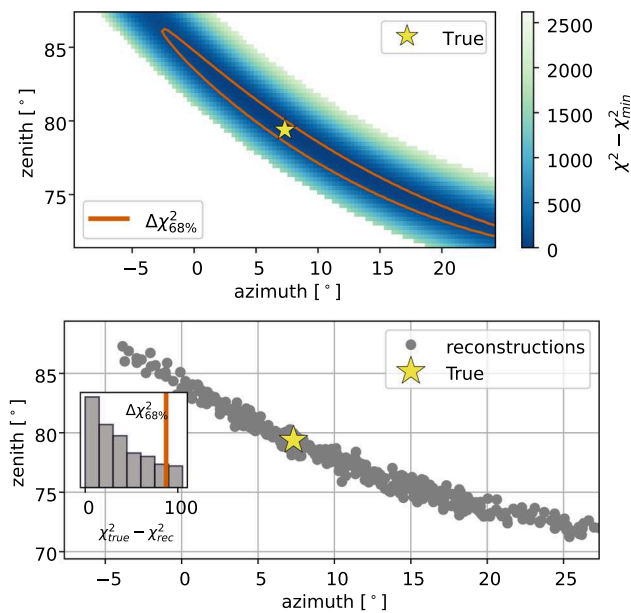 85
80
75
zenith [°]
True
Δχ²68%
−5 0 5 10 15 20
azimuth [°]
2500
2000
1500
1000
500
0
χ² − χ²min
85
80
75
70
zenith [°]
reconstructions
True
Δχ²68%
0 100
χ²true − χ²rec
−5 0 5 10 15 20 25
azimuth [°]